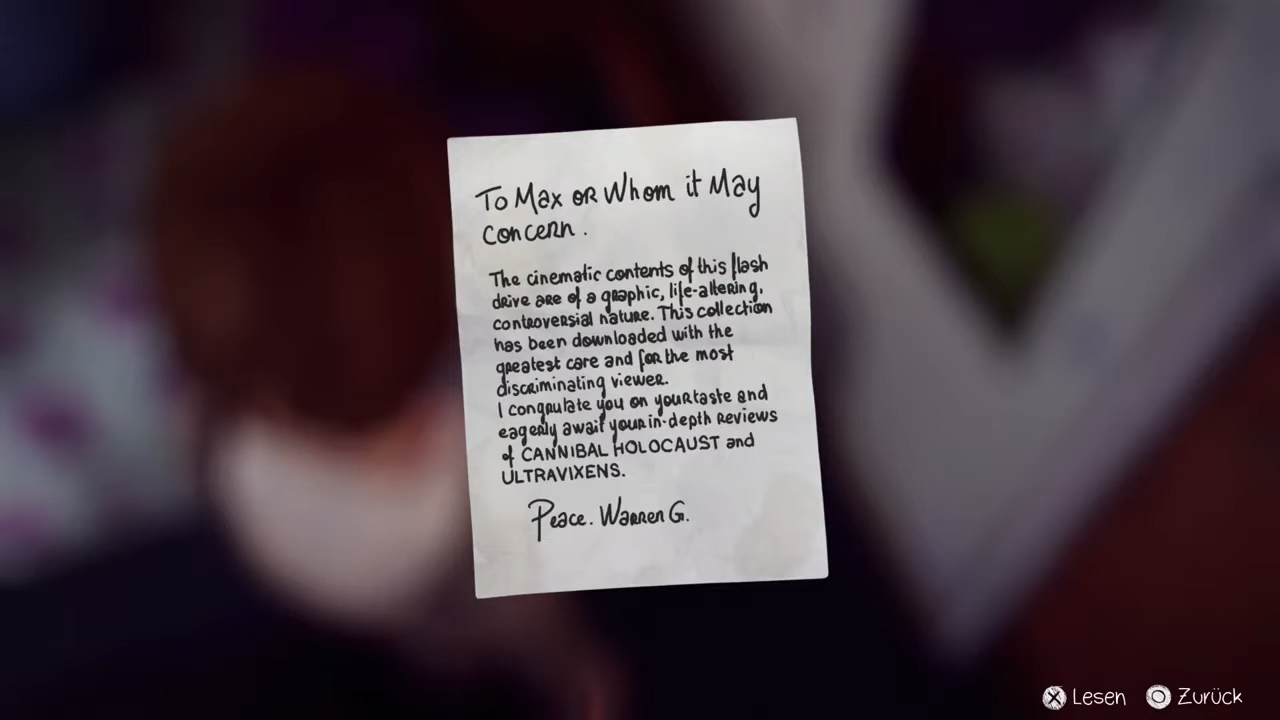 To Max or Whom it May
Concern.
The cinematic contents of this flash
drive are of a graphic, life-altering,
controversial nature. This collection
has been downloaded with the
greatest care and for the most
discriminating viewer.
I congrulate you on your taste and
eagerly await your in-depth reviews
of CANNIBAL HOLOCAUST and
ULTRAVIXENS.
Peace. Warren G.
Lesen Zurück